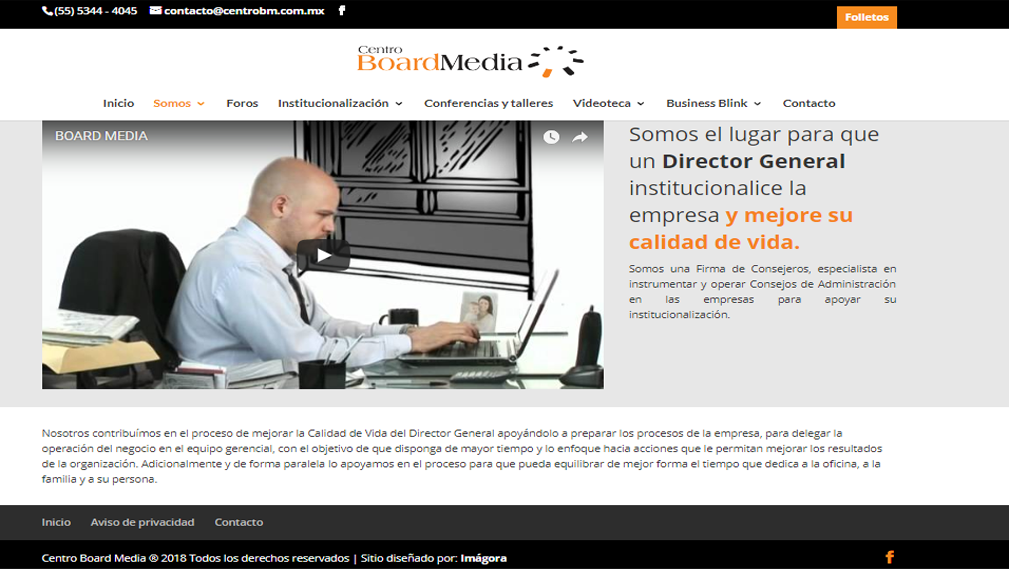 (55) 5344 - 4045 contacto@centrobm.com.mx
Folletos
Centro
BoardMedia
Inicio Somos Foros Institucionalización Conferencias y talleres Videoteca Business Blink Contacto
BOARD MEDIA
Somos el lugar para que
un Director General
institucionalice la
empresa y mejore su
calidad de vida.
Somos una Firma de Consejeros, especialista en
instrumentar y operar Consejos de Administración
en las empresas para apoyar su
institucionalización.
Nosotros contribuímos en el proceso de mejorar la Calidad de Vida del Director General apoyándolo a preparar los procesos de la empresa, para delegar la
operación del negocio en el equipo gerencial, con el objetivo de que disponga de mayor tiempo y lo enfoque hacia acciones que le permitan mejorar los resultados
de la organización. Adicionalmente y de forma paralela lo apoyamos en el proceso para que pueda equilibrar de mejor forma el tiempo que dedica a la oficina, a la
familia y a su persona.
Inicio Aviso de privacidad Contacto
Centro Board Media ® 2018 Todos los derechos reservados | Sitio diseñado por: Imágora